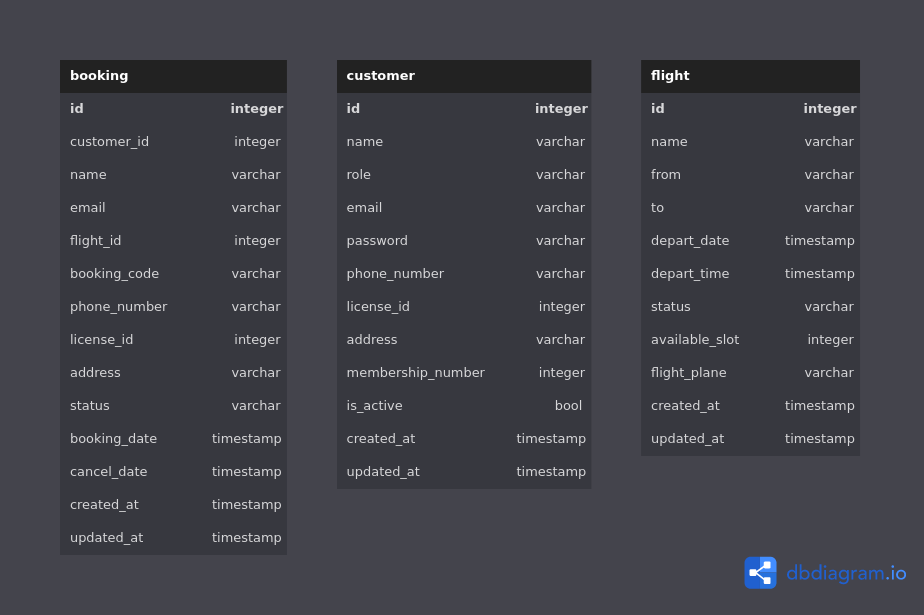 booking
id integer
customer_id integer
name varchar
email varchar
flight_id integer
booking_code varchar
phone_number varchar
license_id integer
address varchar
status varchar
booking_date timestamp
cancel_date timestamp
created_at timestamp
updated_at timestamp
customer
id integer
name varchar
role varchar
email varchar
password varchar
phone_number varchar
license_id integer
address varchar
membership_number integer
is_active bool
created_at timestamp
updated_at timestamp
flight
id integer
name varchar
from varchar
to varchar
depart_date timestamp
depart_time timestamp
status varchar
available_slot integer
flight_plane varchar
created_at timestamp
updated_at timestamp
dbdiagram.io